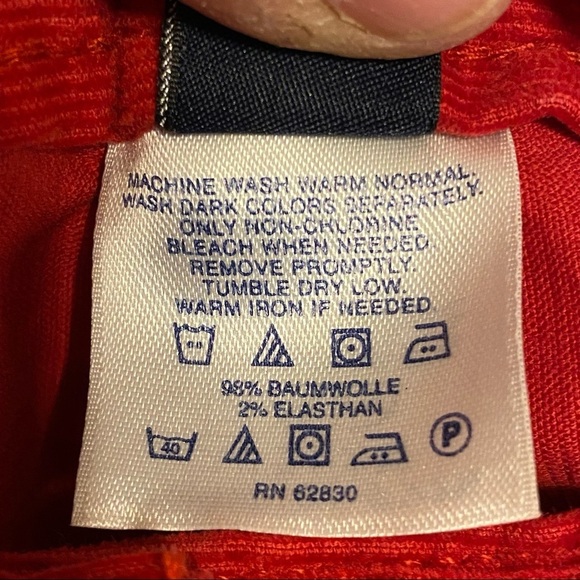 MACHINE WASH WARM NORMAL.
WASH DARK COLORS SEPARATELY.
ONLY NON-CHLORINE
BLEACH WHEN NEEDED.
REMOVE PROMPTLY.
TUMBLE DRY LOW.
WARM IRON IF NEEDED
98% BAUMWOLLE
2% ELASTHAN
40 P
RN 62830